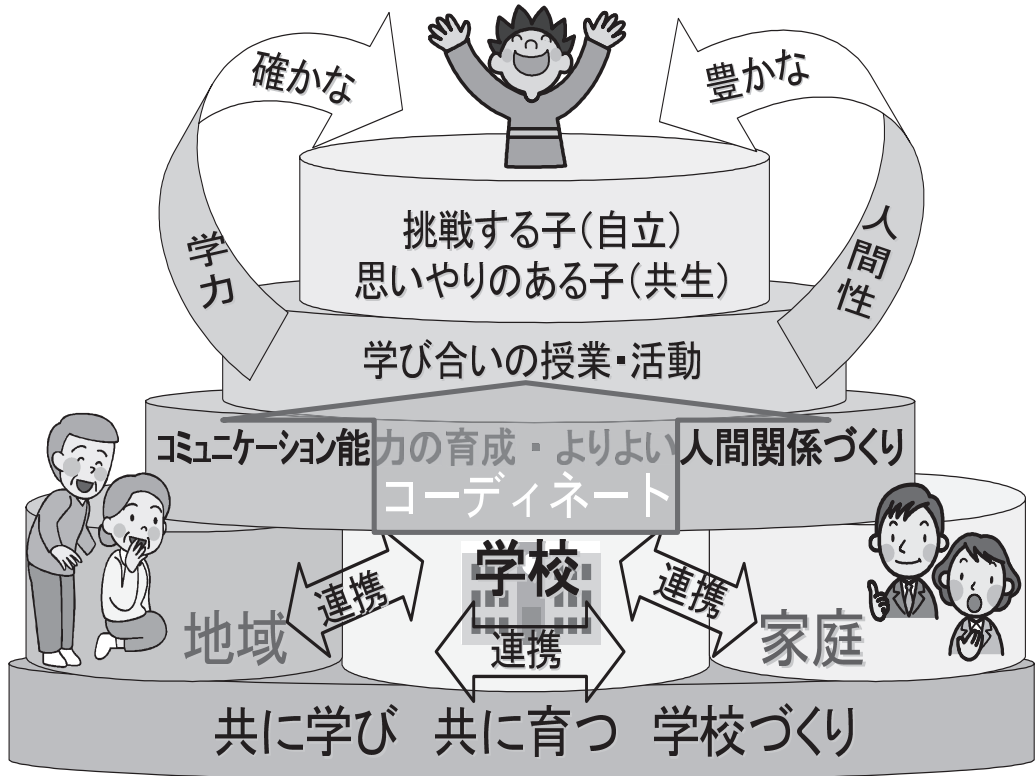 確かな
学力
豊かな
人間性
挑戦する子（自立）
思いやりのある子（共生）
学び合いの授業・活動
コミュニケーション能力の育成・よりよい人間関係づくり
コーディネート
学校
連携
連携
連携
地域
家庭
共に学び 共に育つ 学校づくり